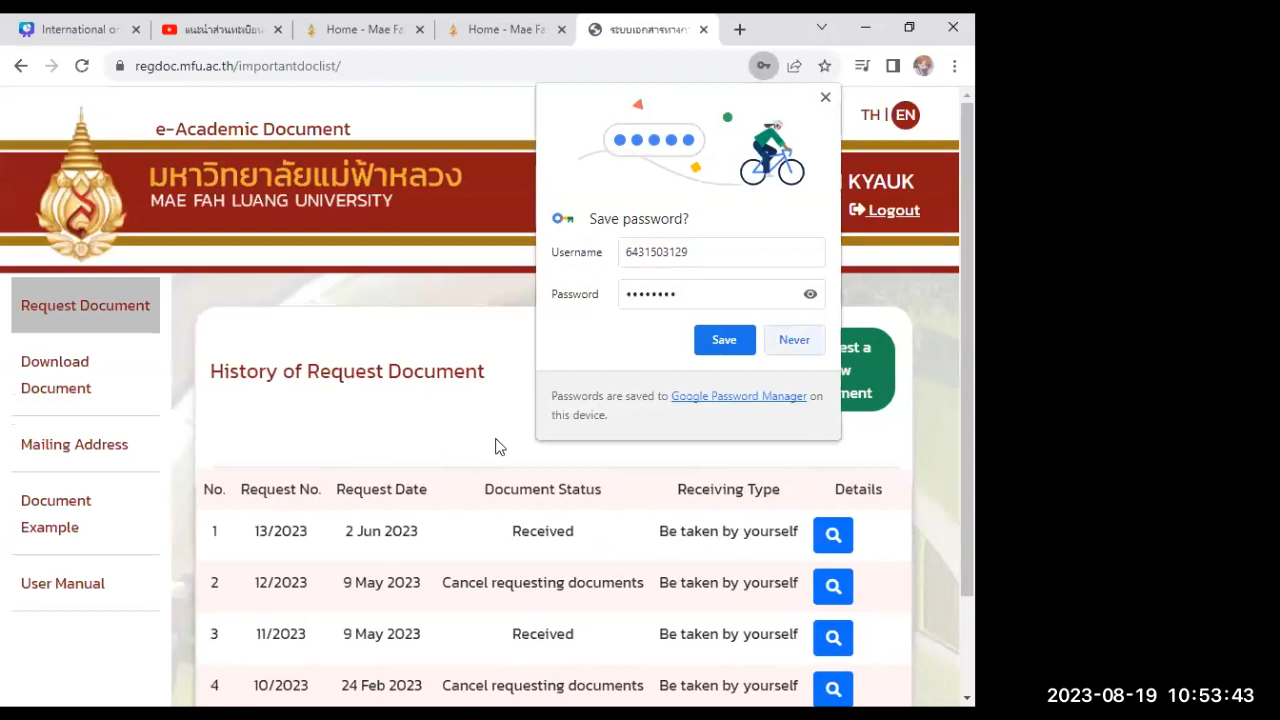 International o
แนะนำส่วนทะเบียน
Home - Mae Fa
Home - Mae Fa
ระบบเอกสารทางก
regdoc.mfu.ac.th/importantdoclist/
e-Academic Document
TH | EN
มหาวิทยาลัยแม่ฟ้าหลวง
MAE FAH LUANG UNIVERSITY
KYAUK
Logout
Save password?
Username 6431503129
Password ••••••••
Save Never
Passwords are saved to Google Password Manager on
this device.
Request Document
Download
Document
Mailing Address
Document
Example
User Manual
History of Request Document
est a
w
ment
No. Request No. Request Date Document Status Receiving Type Details
1 13/2023 2 Jun 2023 Received Be taken by yourself
2 12/2023 9 May 2023 Cancel requesting documents Be taken by yourself
3 11/2023 9 May 2023 Received Be taken by yourself
4 10/2023 24 Feb 2023 Cancel requesting documents Be taken by yourself
2023-08-19 10:53:43